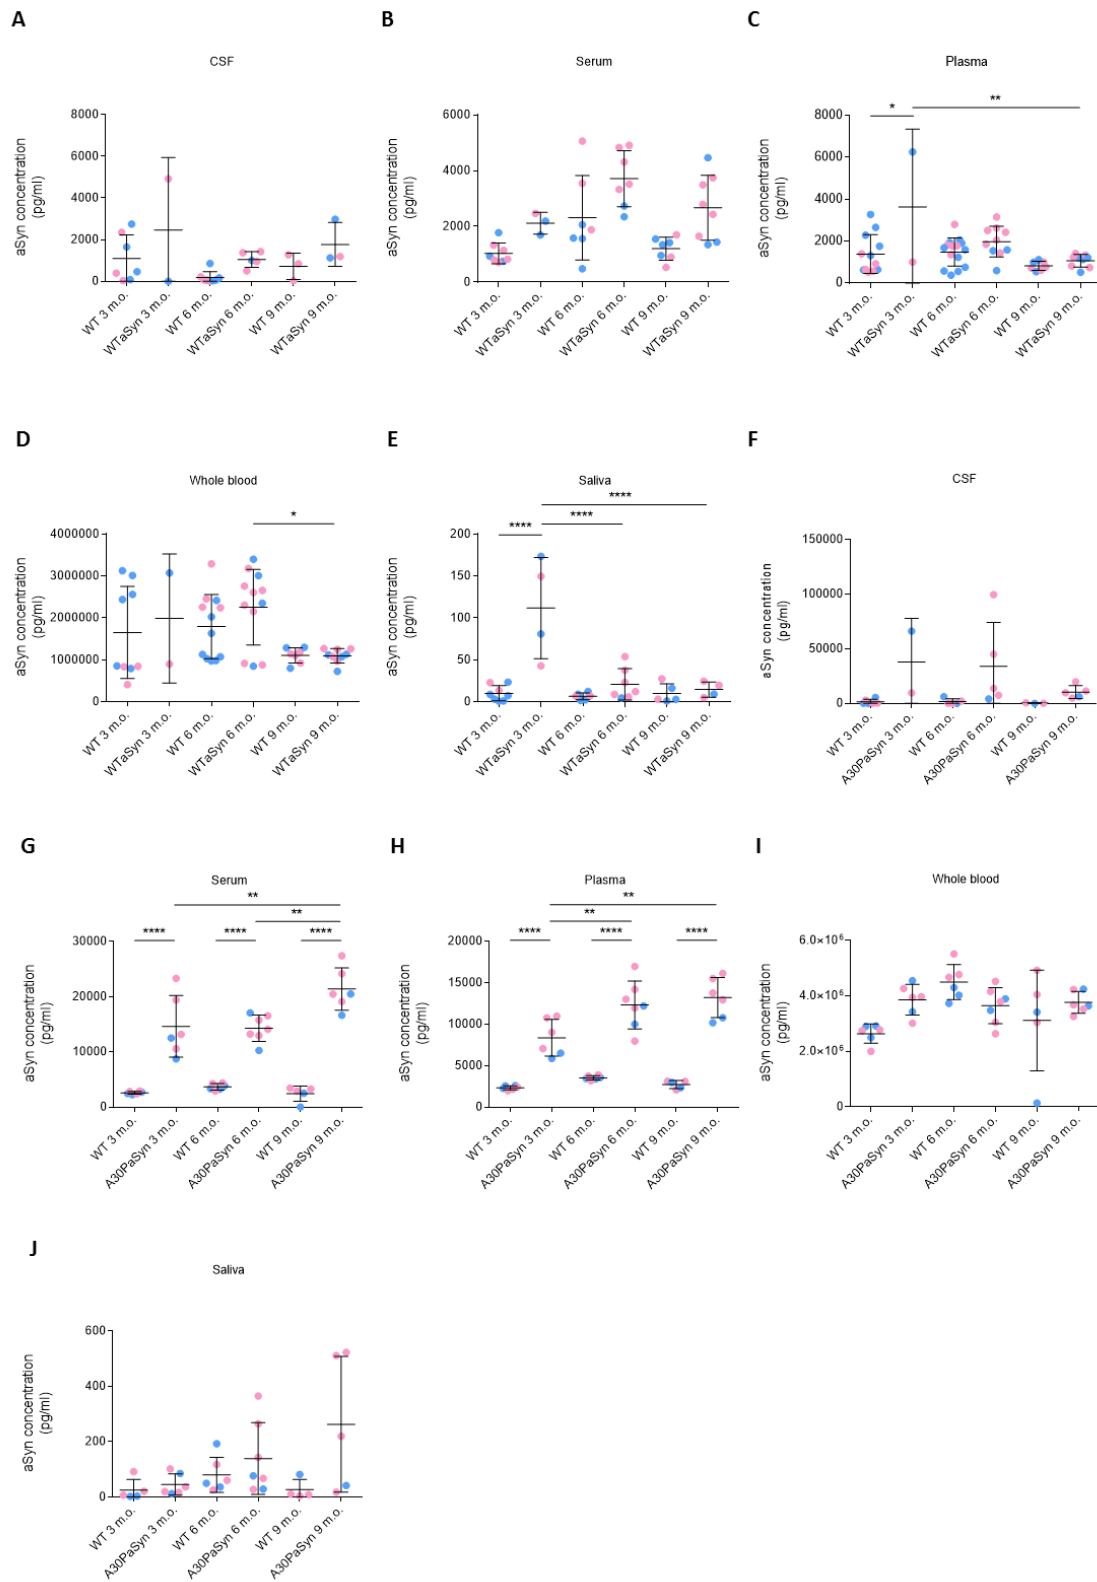 A
B
C
CSF
Serum
Plasma
aSyn concentration
(pg/ml)
8000
6000
4000
2000
0
WT 3 m.o.
WTaSyn 3 m.o.
WT 6 m.o.
WTaSyn 6 m.o.
WT 9 m.o.
WTaSyn 9 m.o.
aSyn concentration
(pg/ml)
6000
4000
2000
0
WT 3 m.o.
WTaSyn 3 m.o.
WT 6 m.o.
WTaSyn 6 m.o.
WT 9 m.o.
WTaSyn 9 m.o.
aSyn concentration
(pg/ml)
8000
6000
4000
2000
0
*
**
WT 3 m.o.
WTaSyn 3 m.o.
WT 6 m.o.
WTaSyn 6 m.o.
WT 9 m.o.
WTaSyn 9 m.o.
D
E
F
Whole blood
Saliva
CSF
aSyn concentration
(pg/ml)
4000000
3000000
2000000
1000000
0
*
WT 3 m.o.
WTaSyn 3 m.o.
WT 6 m.o.
WTaSyn 6 m.o.
WT 9 m.o.
WTaSyn 9 m.o.
aSyn concentration
(pg/ml)
200
150
100
50
0
****
****
****
WT 3 m.o.
WTaSyn 3 m.o.
WT 6 m.o.
WTaSyn 6 m.o.
WT 9 m.o.
WTaSyn 9 m.o.
aSyn concentration
(pg/ml)
150000
100000
50000
0
WT 3 m.o.
A30PaSyn 3 m.o.
WT 6 m.o.
A30PaSyn 6 m.o.
WT 9 m.o.
A30PaSyn 9 m.o.
G
H
I
Serum
Plasma
Whole blood
aSyn concentration
(pg/ml)
30000
20000
10000
0
**
**
****
****
****
WT 3 m.o.
A30PaSyn 3 m.o.
WT 6 m.o.
A30PaSyn 6 m.o.
WT 9 m.o.
A30PaSyn 9 m.o.
aSyn concentration
(pg/ml)
20000
15000
10000
5000
0
**
**
****
****
****
WT 3 m.o.
A30PaSyn 3 m.o.
WT 6 m.o.
A30PaSyn 6 m.o.
WT 9 m.o.
A30PaSyn 9 m.o.
aSyn concentration
(pg/ml)
6.0×10⁶
4.0×10⁶
2.0×10⁶
0
WT 3 m.o.
A30PaSyn 3 m.o.
WT 6 m.o.
A30PaSyn 6 m.o.
WT 9 m.o.
A30PaSyn 9 m.o.
J
Saliva
aSyn concentration
(pg/ml)
600
400
200
0
WT 3 m.o.
A30PaSyn 3 m.o.
WT 6 m.o.
A30PaSyn 6 m.o.
WT 9 m.o.
A30PaSyn 9 m.o.